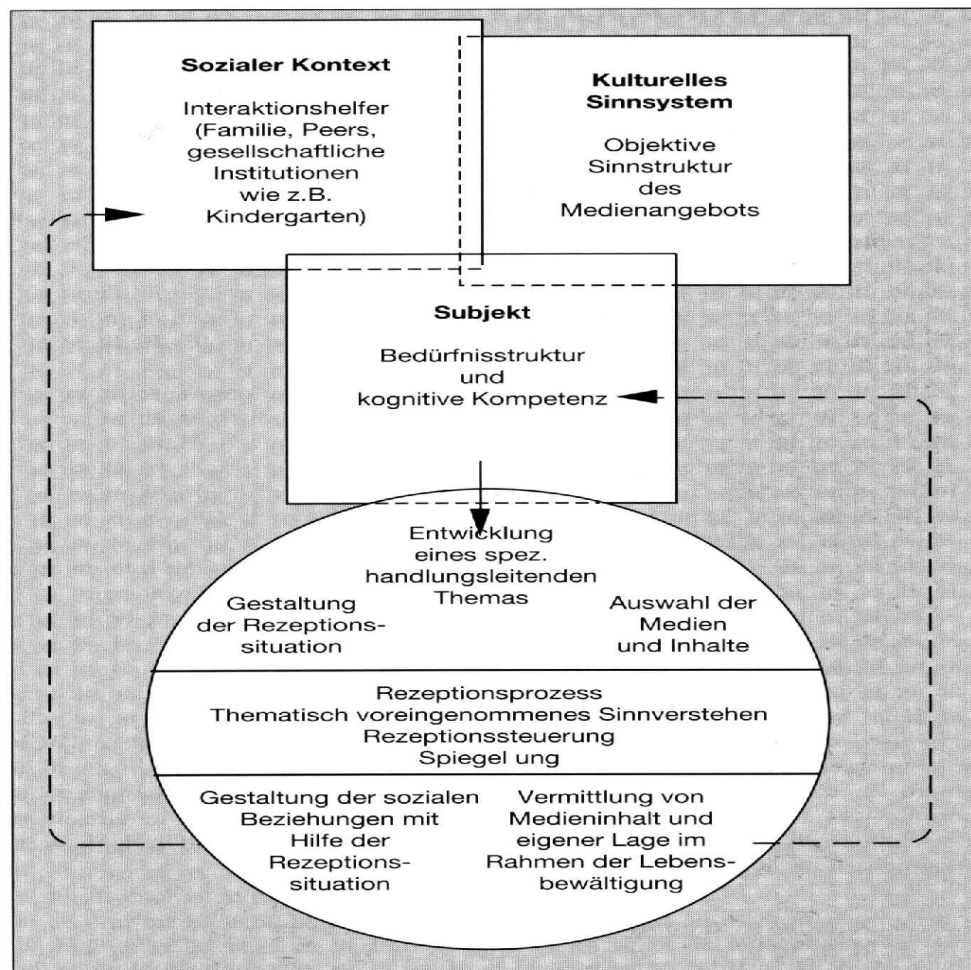 Sozialer Kontext
Interaktionshelfer
(Familie, Peers,
gesellschaftliche
Institutionen
wie z.B.
Kindergarten)
Kulturelles
Sinnsystem
Objektive
Sinnstruktur
des
Medienangebots
Subjekt
Bedürfnisstruktur
und
kognitive Kompetenz
Entwicklung
eines spez.
handlungsleitenden
Themas
Gestaltung
der Rezeptions-
situation
Auswahl der
Medien
und Inhalte
Rezeptionsprozess
Thematisch voreingenommenes Sinnverstehen
Rezeptionssteuerung
Spiegel ung
Gestaltung der sozialen
Beziehungen mit
Hilfe der
Rezeptions-
situation
Vermittlung von
Medieninhalt und
eigener Lage im
Rahmen der Lebens-
bewältigung